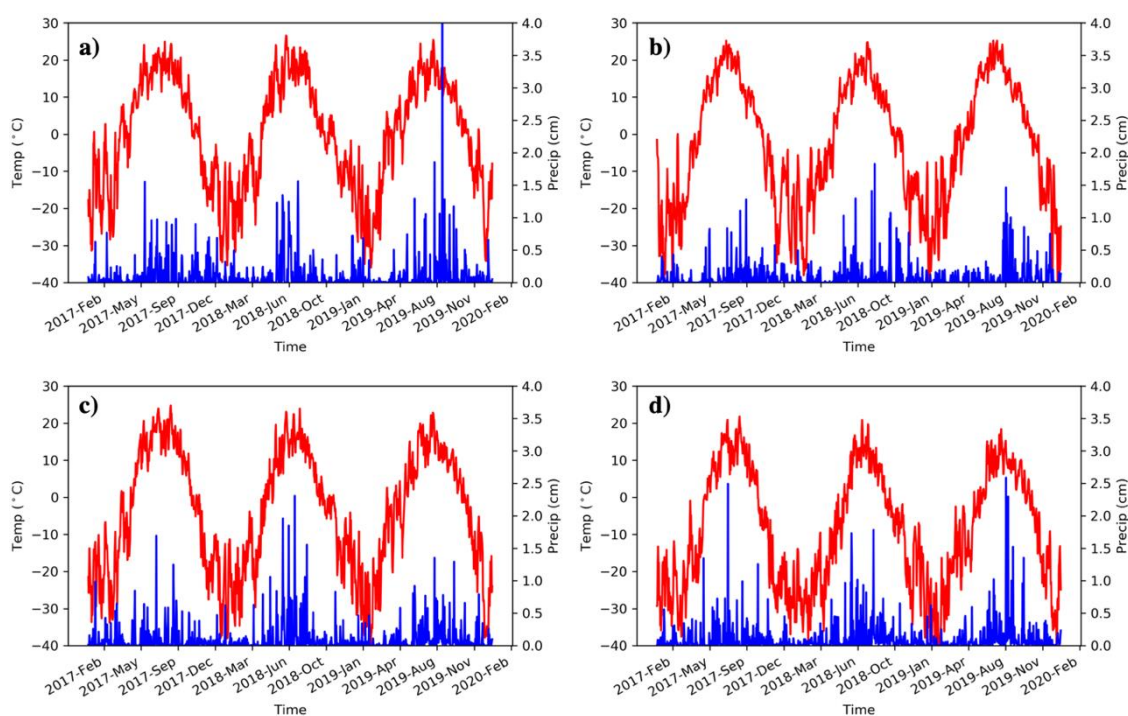 a)
30
20
10
0
−10
−20
−30
−40
Temp (°C)
4.0
3.5
3.0
2.5
2.0
1.5
1.0
0.5
0.0
Precip (cm)
2017-Feb
2017-May
2017-Sep
2017-Dec
2018-Mar
2018-Jun
2018-Oct
2019-Jan
2019-Apr
2019-Aug
2019-Nov
2020-Feb
Time
b)
30
20
10
0
−10
−20
−30
−40
Temp (°C)
4.0
3.5
3.0
2.5
2.0
1.5
1.0
0.5
0.0
Precip (cm)
2017-Feb
2017-May
2017-Sep
2017-Dec
2018-Mar
2018-Jun
2018-Oct
2019-Jan
2019-Apr
2019-Aug
2019-Nov
2020-Feb
Time
c)
30
20
10
0
−10
−20
−30
−40
Temp (°C)
4.0
3.5
3.0
2.5
2.0
1.5
1.0
0.5
0.0
Precip (cm)
2017-Feb
2017-May
2017-Sep
2017-Dec
2018-Mar
2018-Jun
2018-Oct
2019-Jan
2019-Apr
2019-Aug
2019-Nov
2020-Feb
Time
d)
30
20
10
0
−10
−20
−30
−40
Temp (°C)
4.0
3.5
3.0
2.5
2.0
1.5
1.0
0.5
0.0
Precip (cm)
2017-Feb
2017-May
2017-Sep
2017-Dec
2018-Mar
2018-Jun
2018-Oct
2019-Jan
2019-Apr
2019-Aug
2019-Nov
2020-Feb
Time